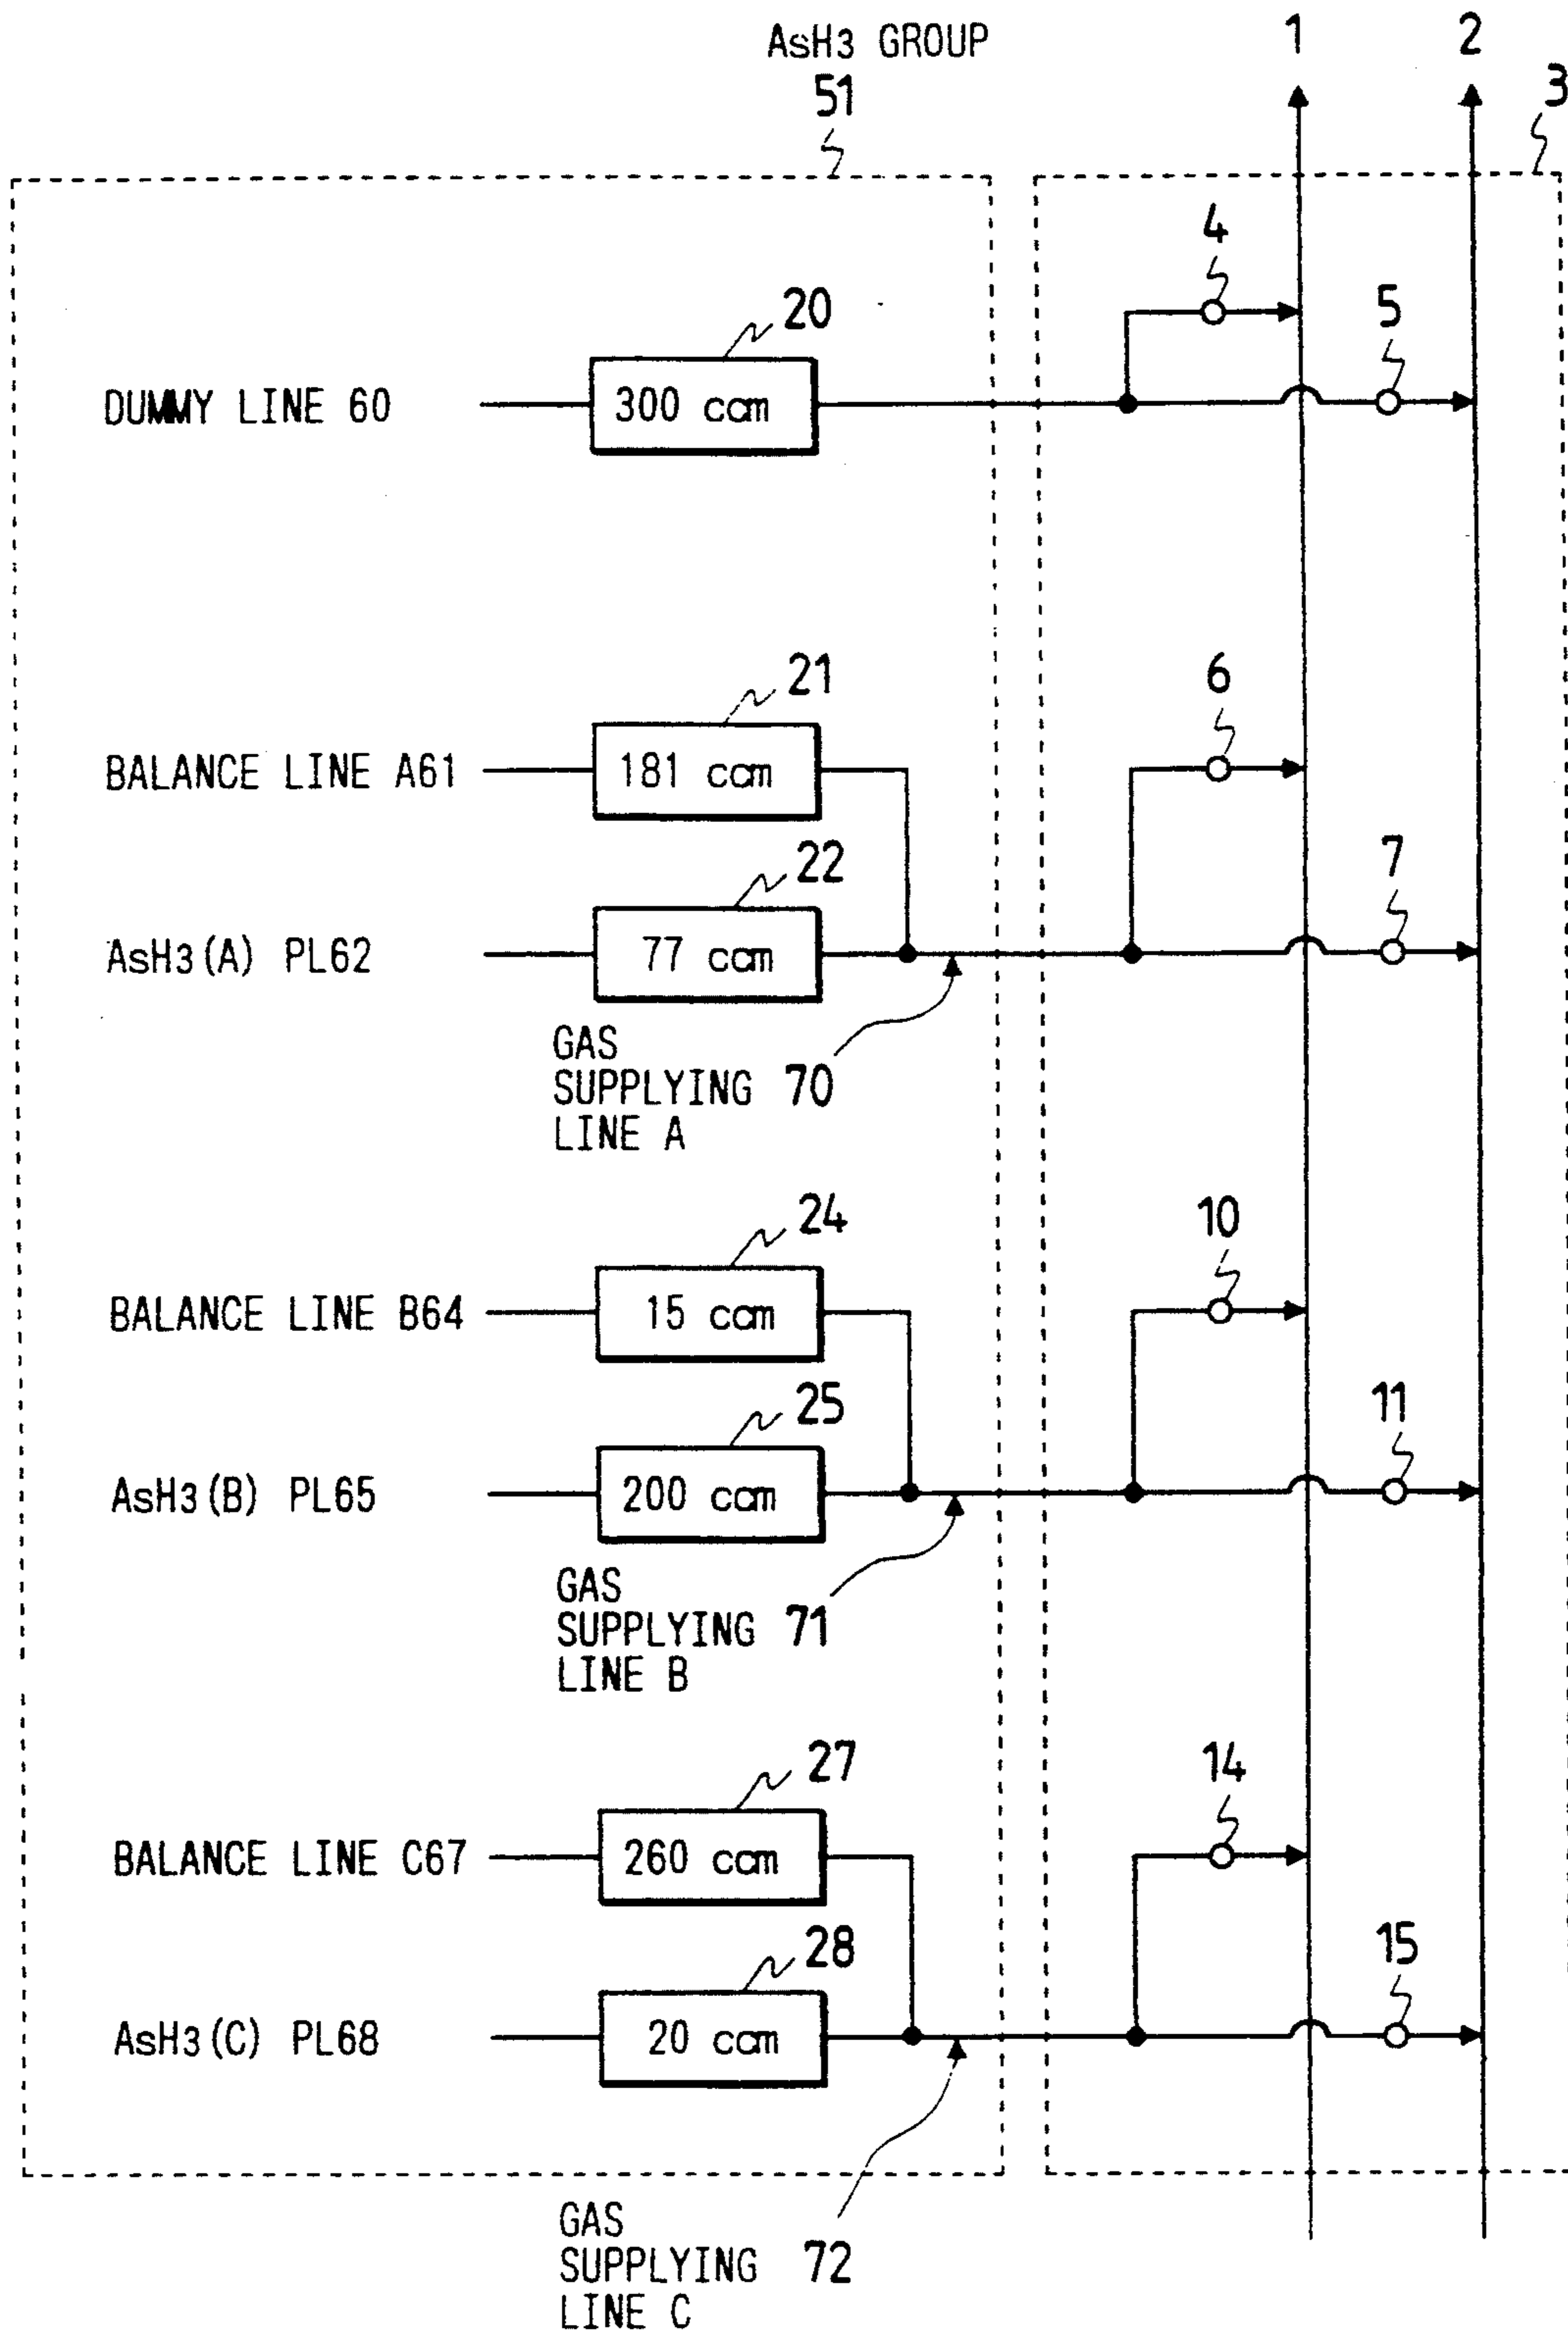 AsH3 GROUP
51
1
2
3
4
5
20
DUMMY LINE 60
300 ccm
21
6
BALANCE LINE A61
181 ccm
22
7
AsH3(A) PL62
77 ccm
GAS
SUPPLYING 70
LINE A
24
10
BALANCE LINE B64
15 ccm
25
11
AsH3(B) PL65
200 ccm
GAS
SUPPLYING 71
LINE B
27
14
BALANCE LINE C67
260 ccm
28
15
AsH3(C) PL68
20 ccm
GAS
SUPPLYING 72
LINE C